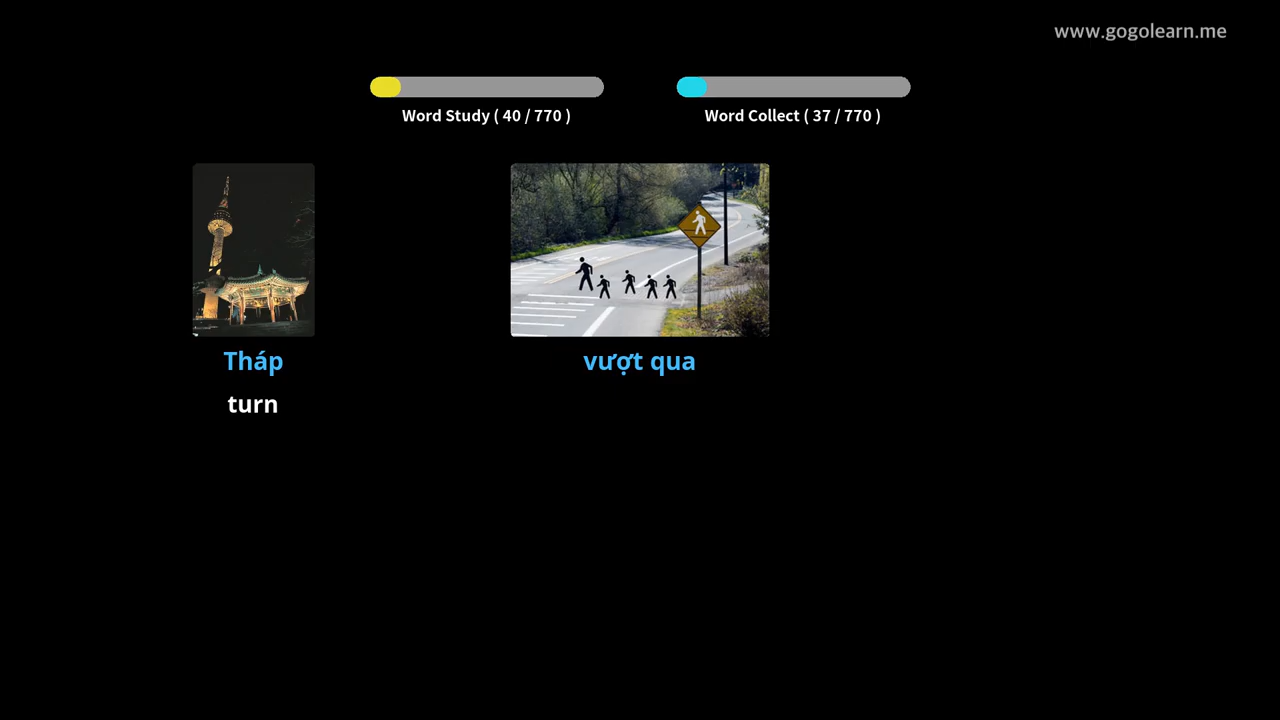 www.gogolearn.me
Word Study ( 40 / 770 )
Word Collect ( 37 / 770 )
Tháp
turn
vượt qua